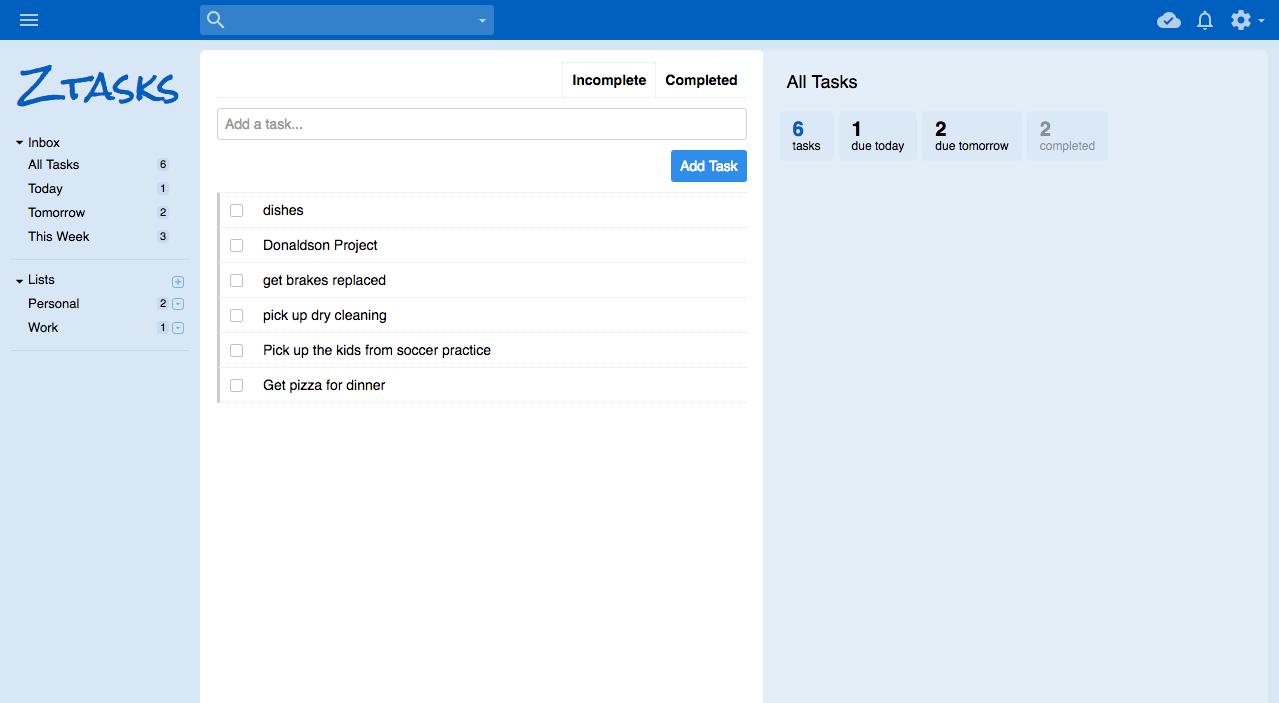 Ztasks
Inbox
All Tasks 6
Today 1
Tomorrow 2
This Week 3
Lists
Personal 2
Work 1
Incomplete Completed
Add a task...
Add Task
dishes
Donaldson Project
get brakes replaced
pick up dry cleaning
Pick up the kids from soccer practice
Get pizza for dinner
All Tasks
6 tasks
1 due today
2 due tomorrow
2 completed